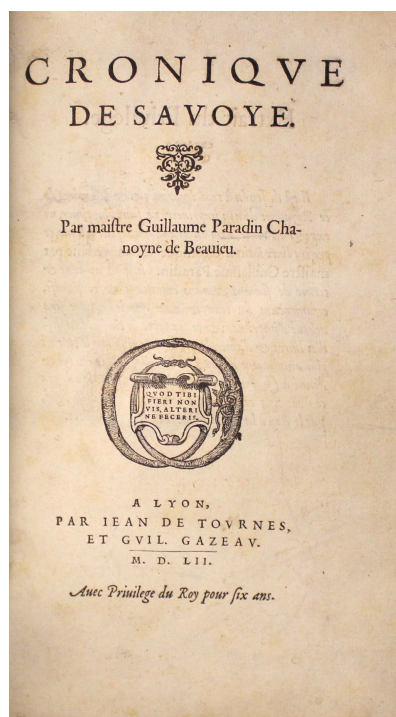 CRONIQVE
DE SAVOYE.
Par maiſtre Guillaume Paradin Cha-
noyne de Beauieu.
QVOD TIBI
FIERI NON
VIS, ALTERI
NE FECERIS.
A LYON,
PAR IEAN DE TOVRNES,
ET GVIL. GAZEAV.
M. D. LII.
Auec Priuilege du Roy pour ſix ans.